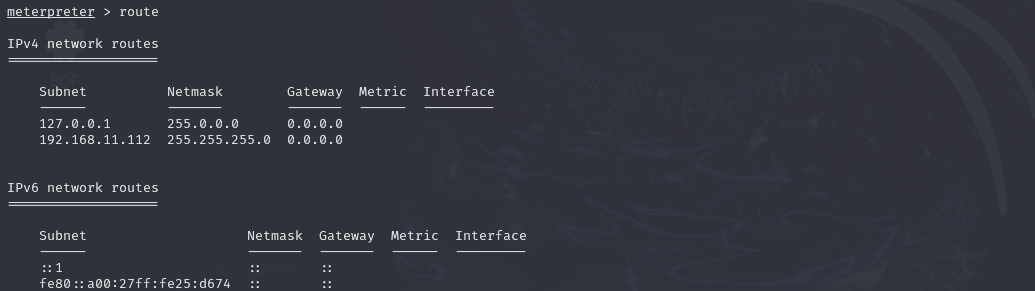 meterpreter > route
IPv4 network routes
Subnet Netmask Gateway Metric Interface
127.0.0.1 255.0.0.0 0.0.0.0
192.168.11.112 255.255.255.0 0.0.0.0
IPv6 network routes
Subnet Netmask Gateway Metric Interface
::1 :: ::
fe80::a00:27ff:fe25:d674 :: ::